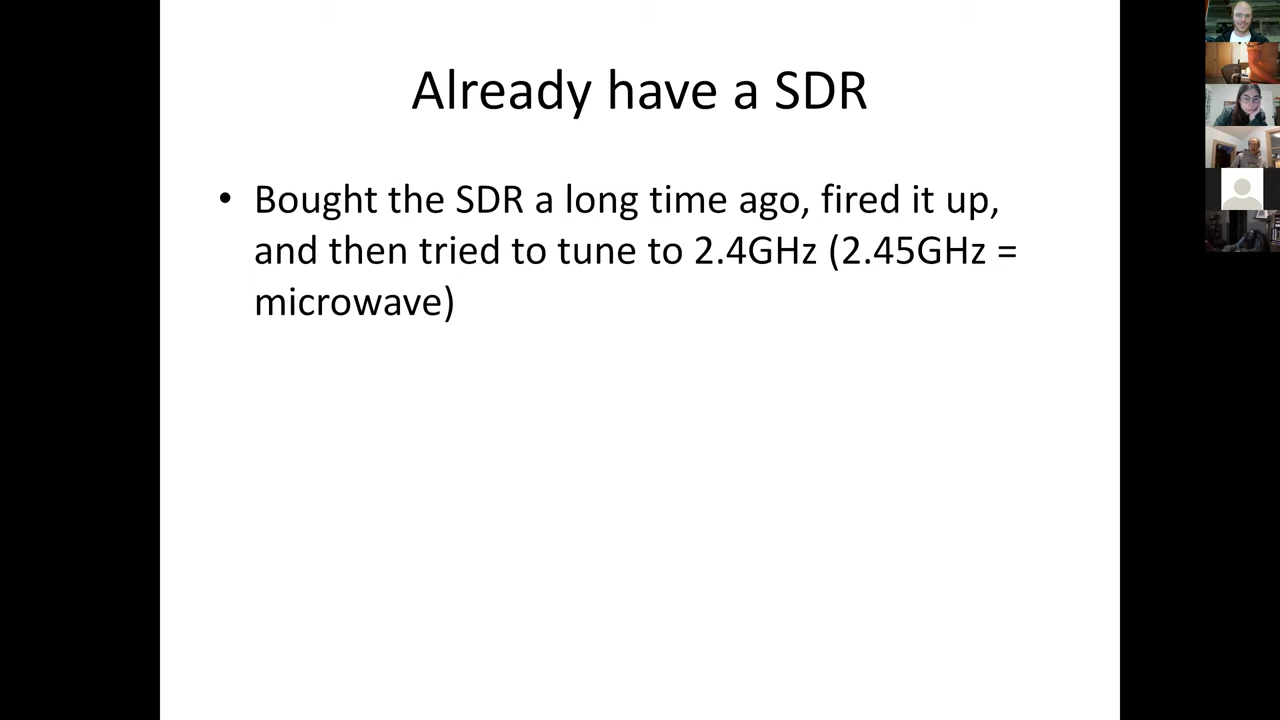 Already have a SDR
• Bought the SDR a long time ago, fired it up,
and then tried to tune to 2.4GHz (2.45GHz =
microwave)